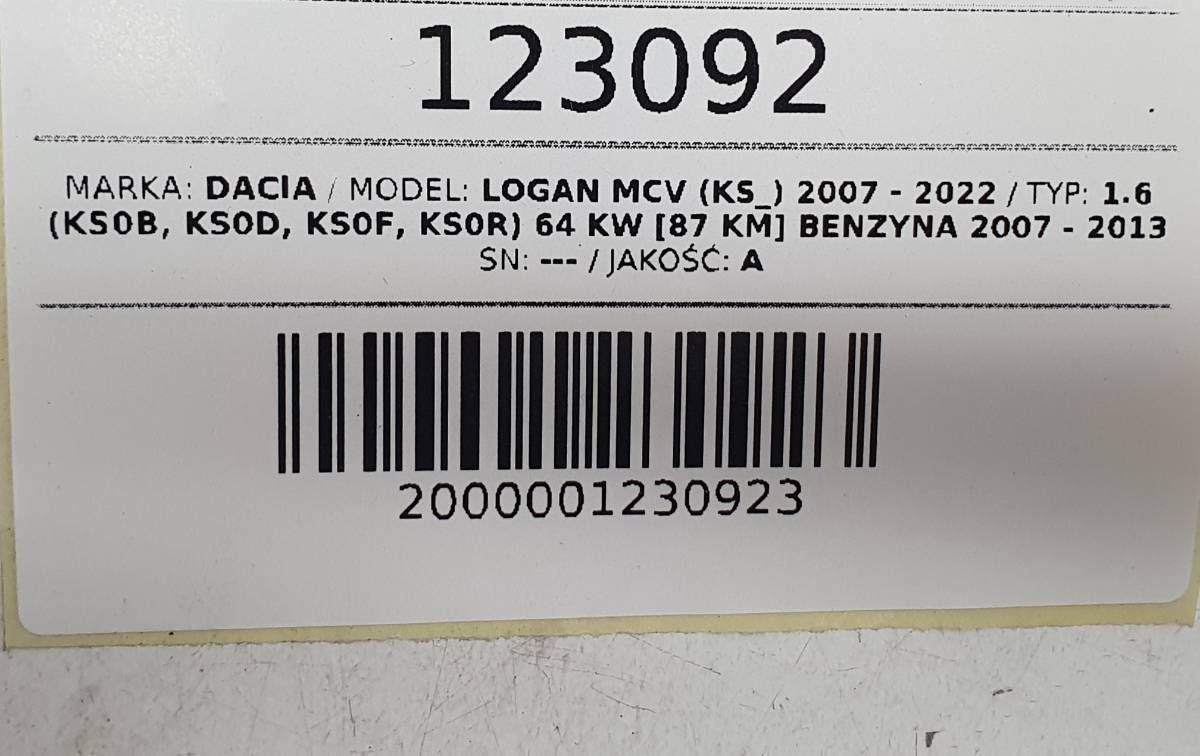 123092
MARKA: DACIA / MODEL: LOGAN MCV (KS_) 2007 - 2022 / TYP: 1.6
(KS0B, KS0D, KS0F, KS0R) 64 KW [87 KM] BENZYNA 2007 - 2013
SN: --- / JAKOŚĆ: A
2000001230923